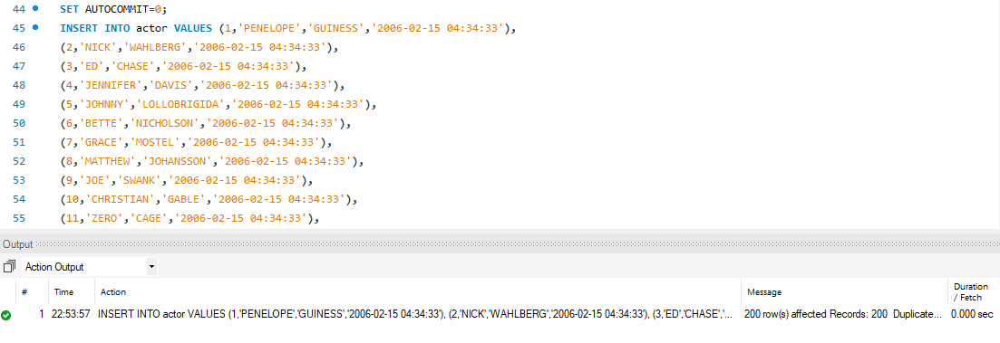 44 SET AUTOCOMMIT=0;
45 INSERT INTO actor VALUES (1,'PENELOPE','GUINESS','2006-02-15 04:34:33'),
46 (2,'NICK','WAHLBERG','2006-02-15 04:34:33'),
47 (3,'ED','CHASE','2006-02-15 04:34:33'),
48 (4,'JENNIFER','DAVIS','2006-02-15 04:34:33'),
49 (5,'JOHNNY','LOLLOBRIGIDA','2006-02-15 04:34:33'),
50 (6,'BETTE','NICHOLSON','2006-02-15 04:34:33'),
51 (7,'GRACE','MOSTEL','2006-02-15 04:34:33'),
52 (8,'MATTHEW','JOHANSSON','2006-02-15 04:34:33'),
53 (9,'JOE','SWANK','2006-02-15 04:34:33'),
54 (10,'CHRISTIAN','GABLE','2006-02-15 04:34:33'),
55 (11,'ZERO','CAGE','2006-02-15 04:34:33'),
Output
Action Output
# Time Action Message Duration / Fetch
1 22:53:57 INSERT INTO actor VALUES (1,'PENELOPE','GUINESS','2006-02-15 04:34:33'), (2,'NICK','WAHLBERG','2006-02-15 04:34:33'), (3,'ED','CHASE','... 200 row(s) affected Records: 200 Duplicate... 0.000 sec